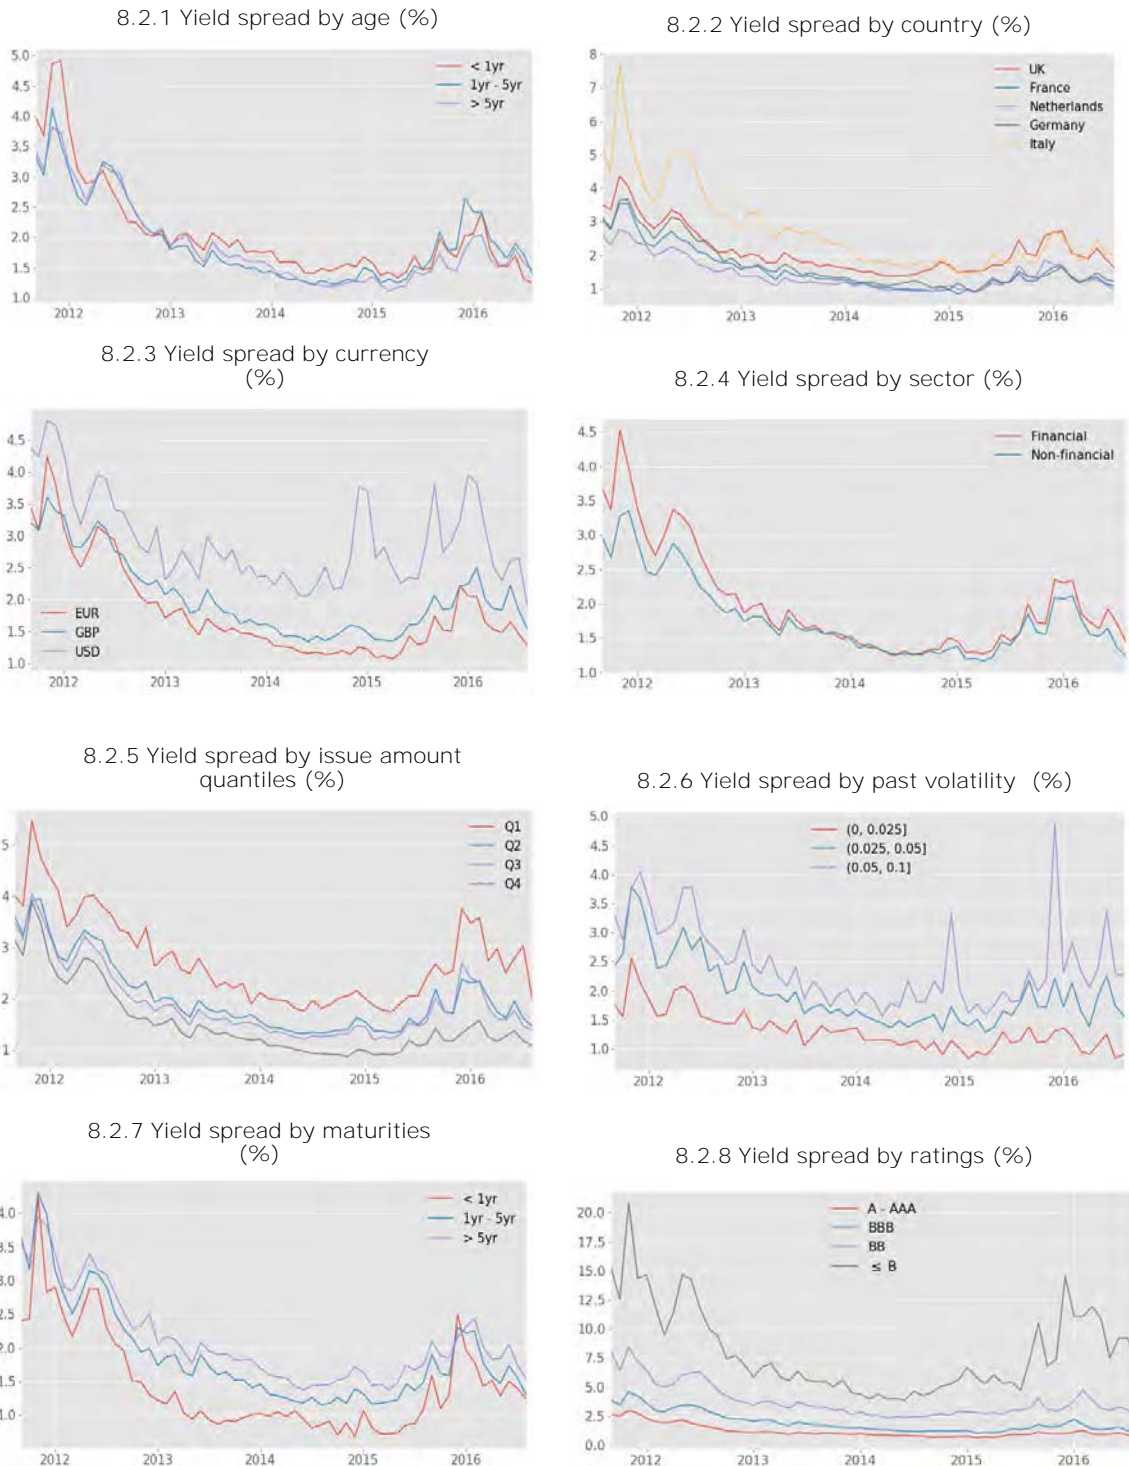 8.2.1 Yield spread by age (%)
5.0
4.5
4.0
3.5
3.0
2.5
2.0
1.5
1.0
< 1yr
1yr - 5yr
> 5yr
2012 2013 2014 2015 2016
8.2.2 Yield spread by country (%)
8
7
6
5
4
3
2
1
UK
France
Netherlands
Germany
Italy
2012 2013 2014 2015 2016
8.2.3 Yield spread by currency
(%)
4.5
4.0
3.5
3.0
2.5
2.0
1.5
1.0
EUR
GBP
USD
2012 2013 2014 2015 2016
8.2.4 Yield spread by sector (%)
4.5
4.0
3.5
3.0
2.5
2.0
1.5
1.0
Financial
Non-financial
2012 2013 2014 2015 2016
8.2.5 Yield spread by issue amount
quantiles (%)
5
4
3
2
1
Q1
Q2
Q3
Q4
2012 2013 2014 2015 2016
8.2.6 Yield spread by past volatility (%)
5.0
4.5
4.0
3.5
3.0
2.5
2.0
1.5
1.0
(0, 0.025]
(0.025, 0.05]
(0.05, 0.1]
2012 2013 2014 2015 2016
8.2.7 Yield spread by maturities
(%)
4.0
3.5
3.0
2.5
2.0
1.5
1.0
< 1yr
1yr - 5yr
> 5yr
2012 2013 2014 2015 2016
8.2.8 Yield spread by ratings (%)
20.0
17.5
15.0
12.5
10.0
7.5
5.0
2.5
0.0
A - AAA
BBB
BB
≤ B
2012 2013 2014 2015 2016